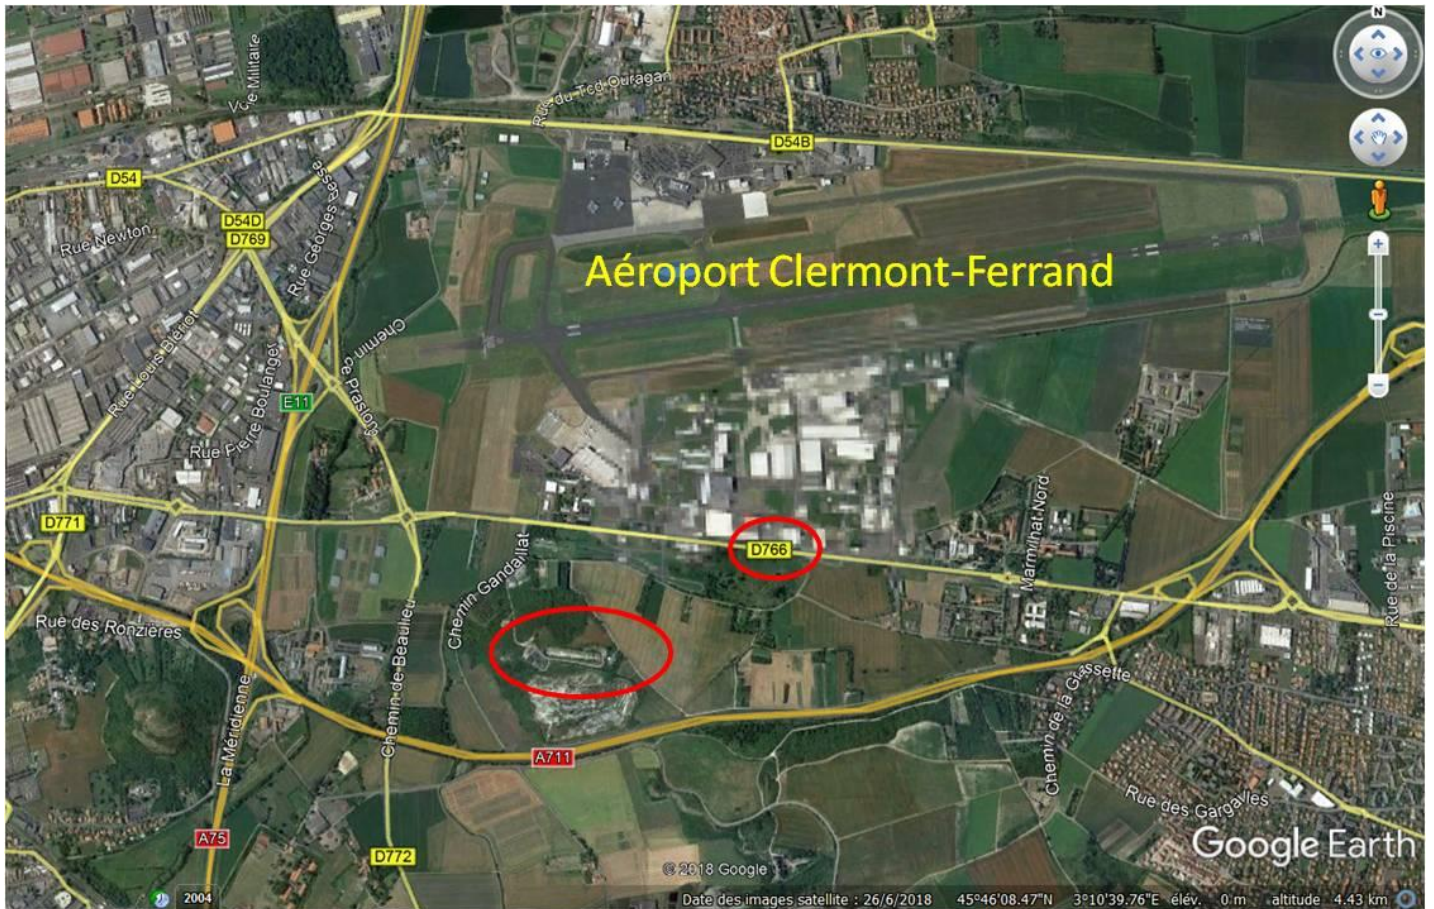 N
Voie Militaire
Rue du Tcd Ouragan
D54B
D54
D54D
D769
Rue Newton
Rue Georges Besse
Aéroport Clermont-Ferrand
Chemin de Praslong
Rue Louis Blériot
E11
Rue Pierre Boulanger
D771
D766
Marmilhat Nord
Rue de la Piscine
Chemin Gandaillat
Rue des Ronzières
Chemin de Beaulieu
La Méridienne
A711
Chemin de la Grassette
Rue des Gargailles
A75
D772
Google Earth
© 2018 Google
2004
Date des images satellite : 26/6/2018 45°46'08.47"N 3°10'39.76"E élév. 0 m altitude 4.43 km